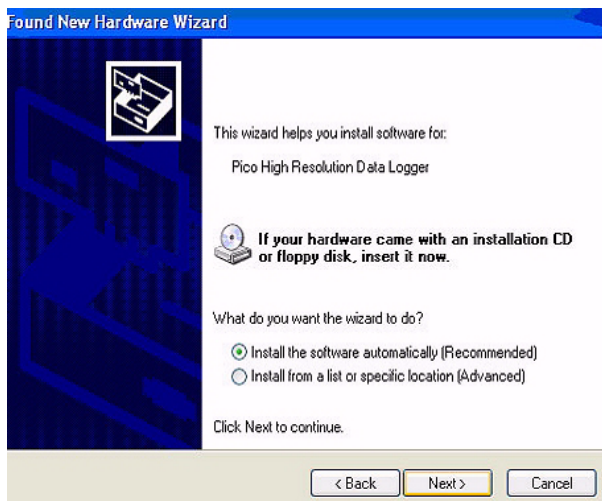 Found New Hardware Wizard
This wizard helps you install software for:
Pico High Resolution Data Logger
If your hardware came with an installation CD
or floppy disk, insert it now.
What do you want the wizard to do?
Install the software automatically (Recommended)
Install from a list or specific location (Advanced)
Click Next to continue.
< Back Next > Cancel